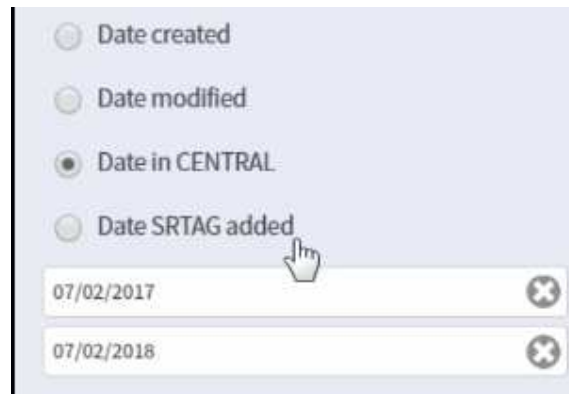 Date created
Date modified
Date in CENTRAL
Date SRTAG added
07/02/2017
07/02/2018